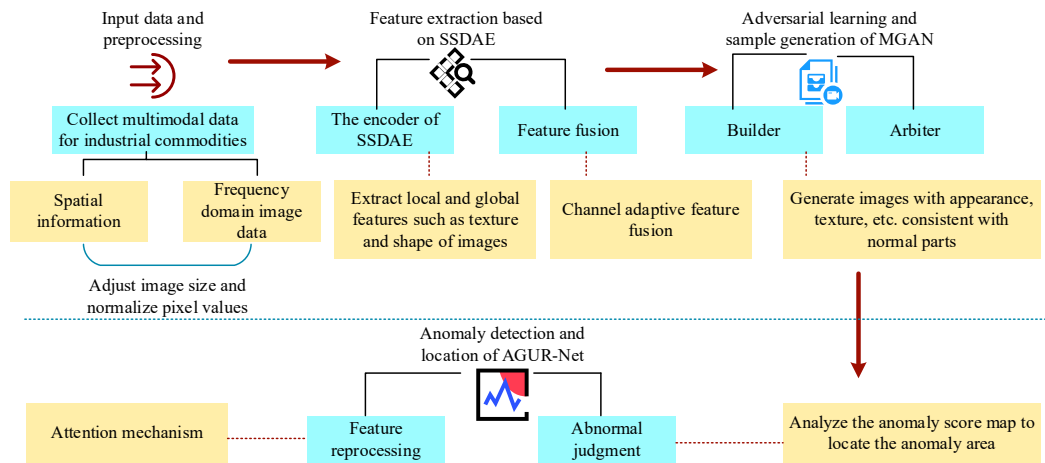 Input data and
preprocessing
Feature extraction based
on SSDAE
Adversarial learning and
sample generation of MGAN
Collect multimodal data
for industrial commodities
The encoder of
SSDAE
Feature fusion
Builder
Arbiter
Spatial
information
Frequency
domain image
data
Extract local and global
features such as texture
and shape of images
Channel adaptive feature
fusion
Generate images with appearance,
texture, etc. consistent with
normal parts
Adjust image size and
normalize pixel values
Anomaly detection and
location of AGUR-Net
Attention mechanism
Feature
reprocessing
Abnormal
judgment
Analyze the anomaly score map to
locate the anomaly area